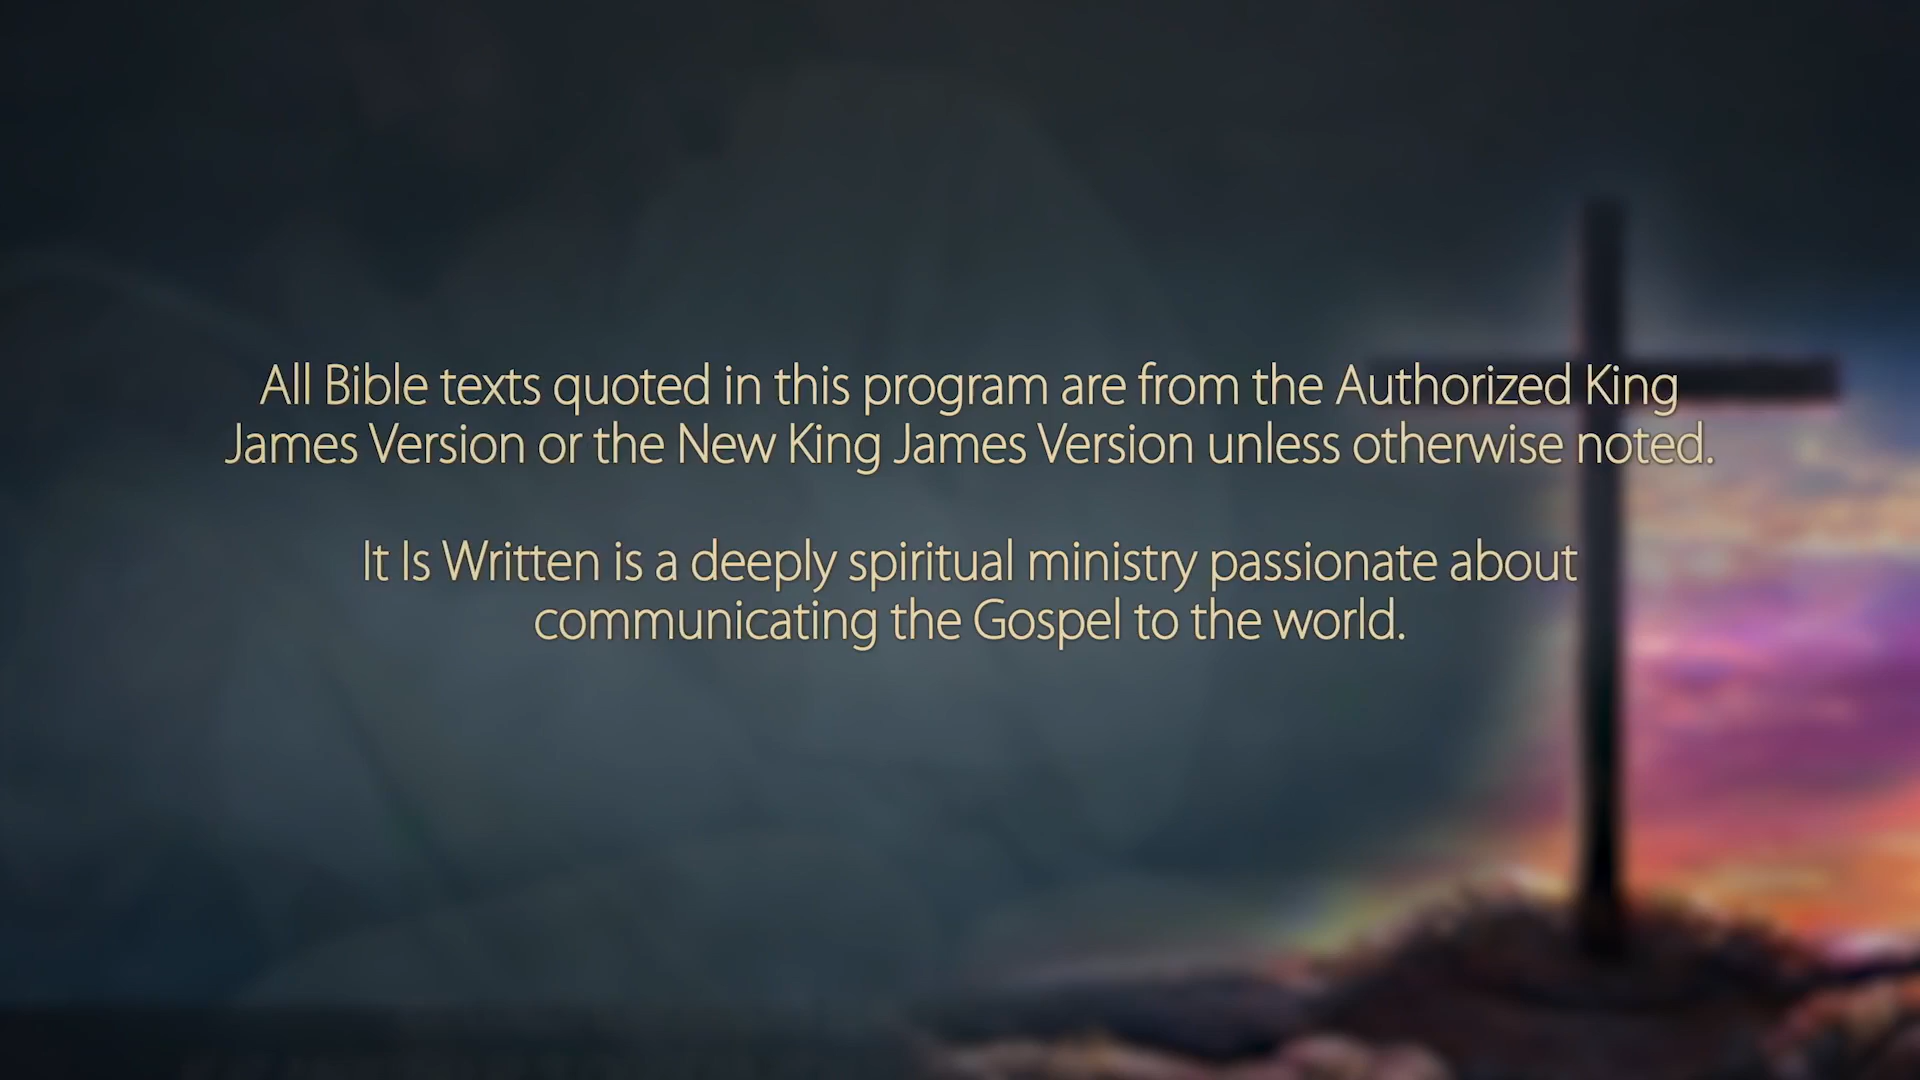 All Bible texts quoted in this program are from the Authorized King
James Version or the New King James Version unless otherwise noted.
It Is Written is a deeply spiritual ministry passionate about
communicating the Gospel to the world.